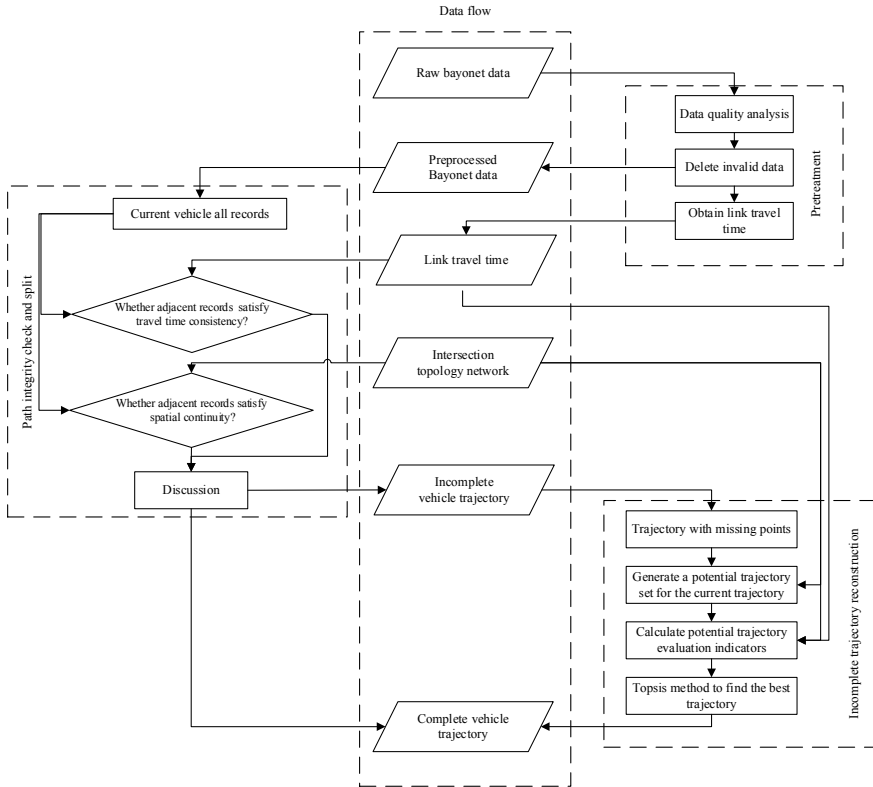 Data flow
Raw bayonet data
Data quality analysis
Preprocessed
Bayonet data
Delete invalid data
Pretreatment
Current vehicle all records
Obtain link travel
time
Link travel time
Whether adjacent records satisfy
travel time consistency?
Path integrity check and split
Intersection
topology network
Whether adjacent records satisfy
spatial continuity?
Discussion
Incomplete
vehicle trajectory
Trajectory with missing points
Generate a potential trajectory
set for the current trajectory
Calculate potential trajectory
evaluation indicators
Topsis method to find the best
trajectory
Incomplete trajectory reconstruction
Complete vehicle
trajectory